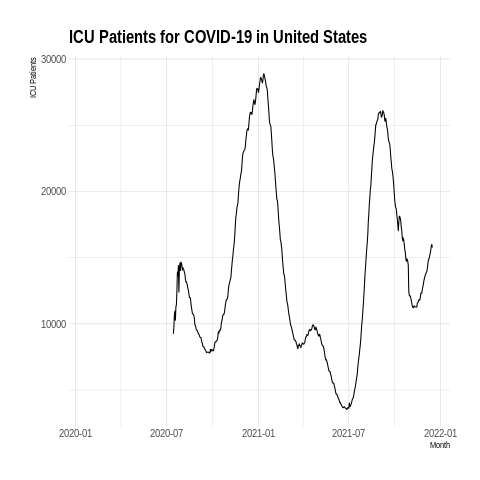 ICU Patients for COVID-19 in United States
ICU Patients
30000
20000
10000
2020-01 2020-07 2021-01 2021-07 2022-01
Month